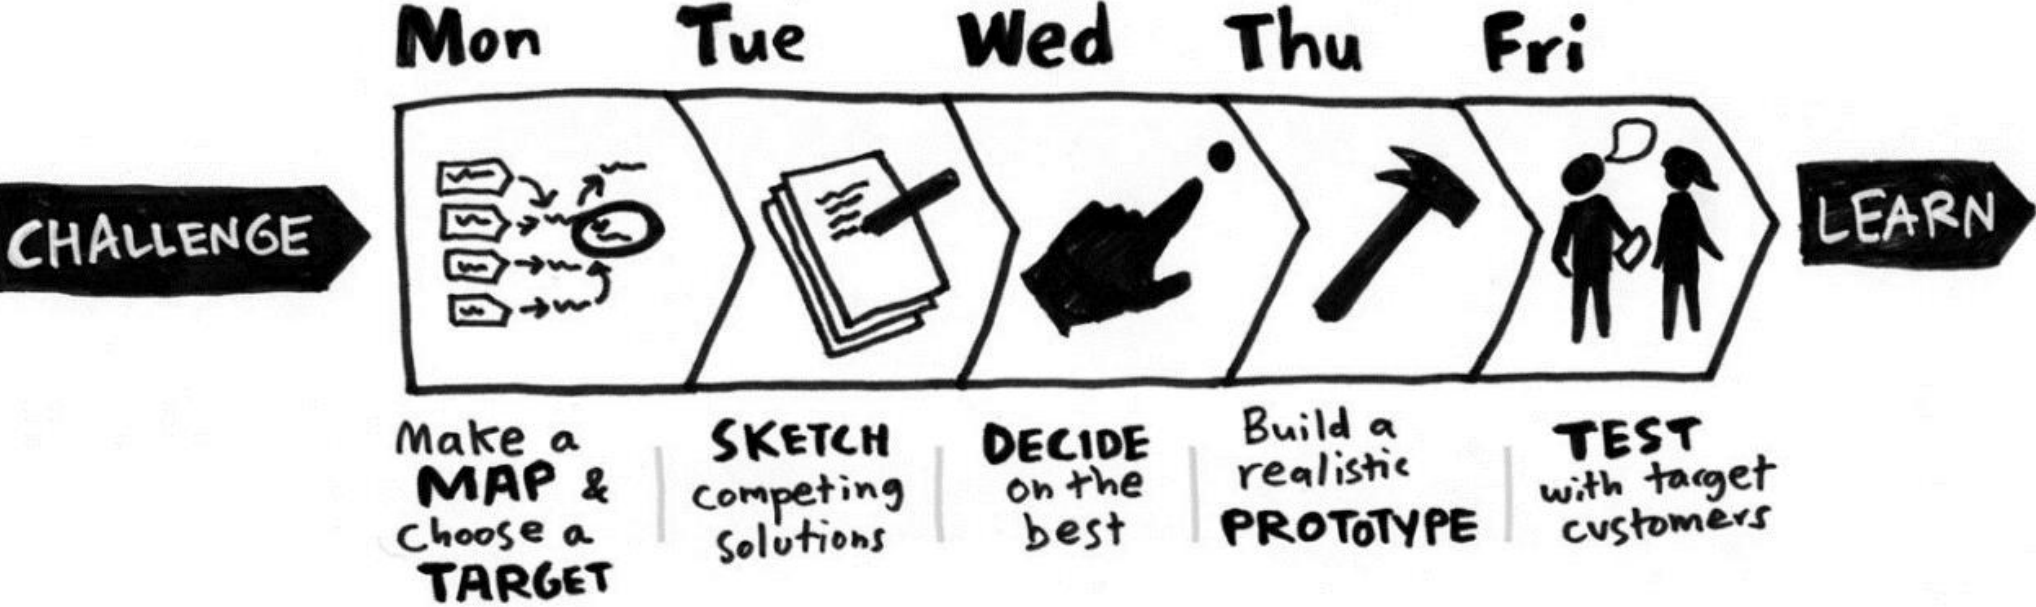 Mon
Tue
Wed
Thu
Fri
CHALLENGE
LEARN
Make a
MAP &
choose a
TARGET
SKETCH
competing
solutions
DECIDE
on the
best
Build a
realistic
PROTOTYPE
TEST
with target
customers